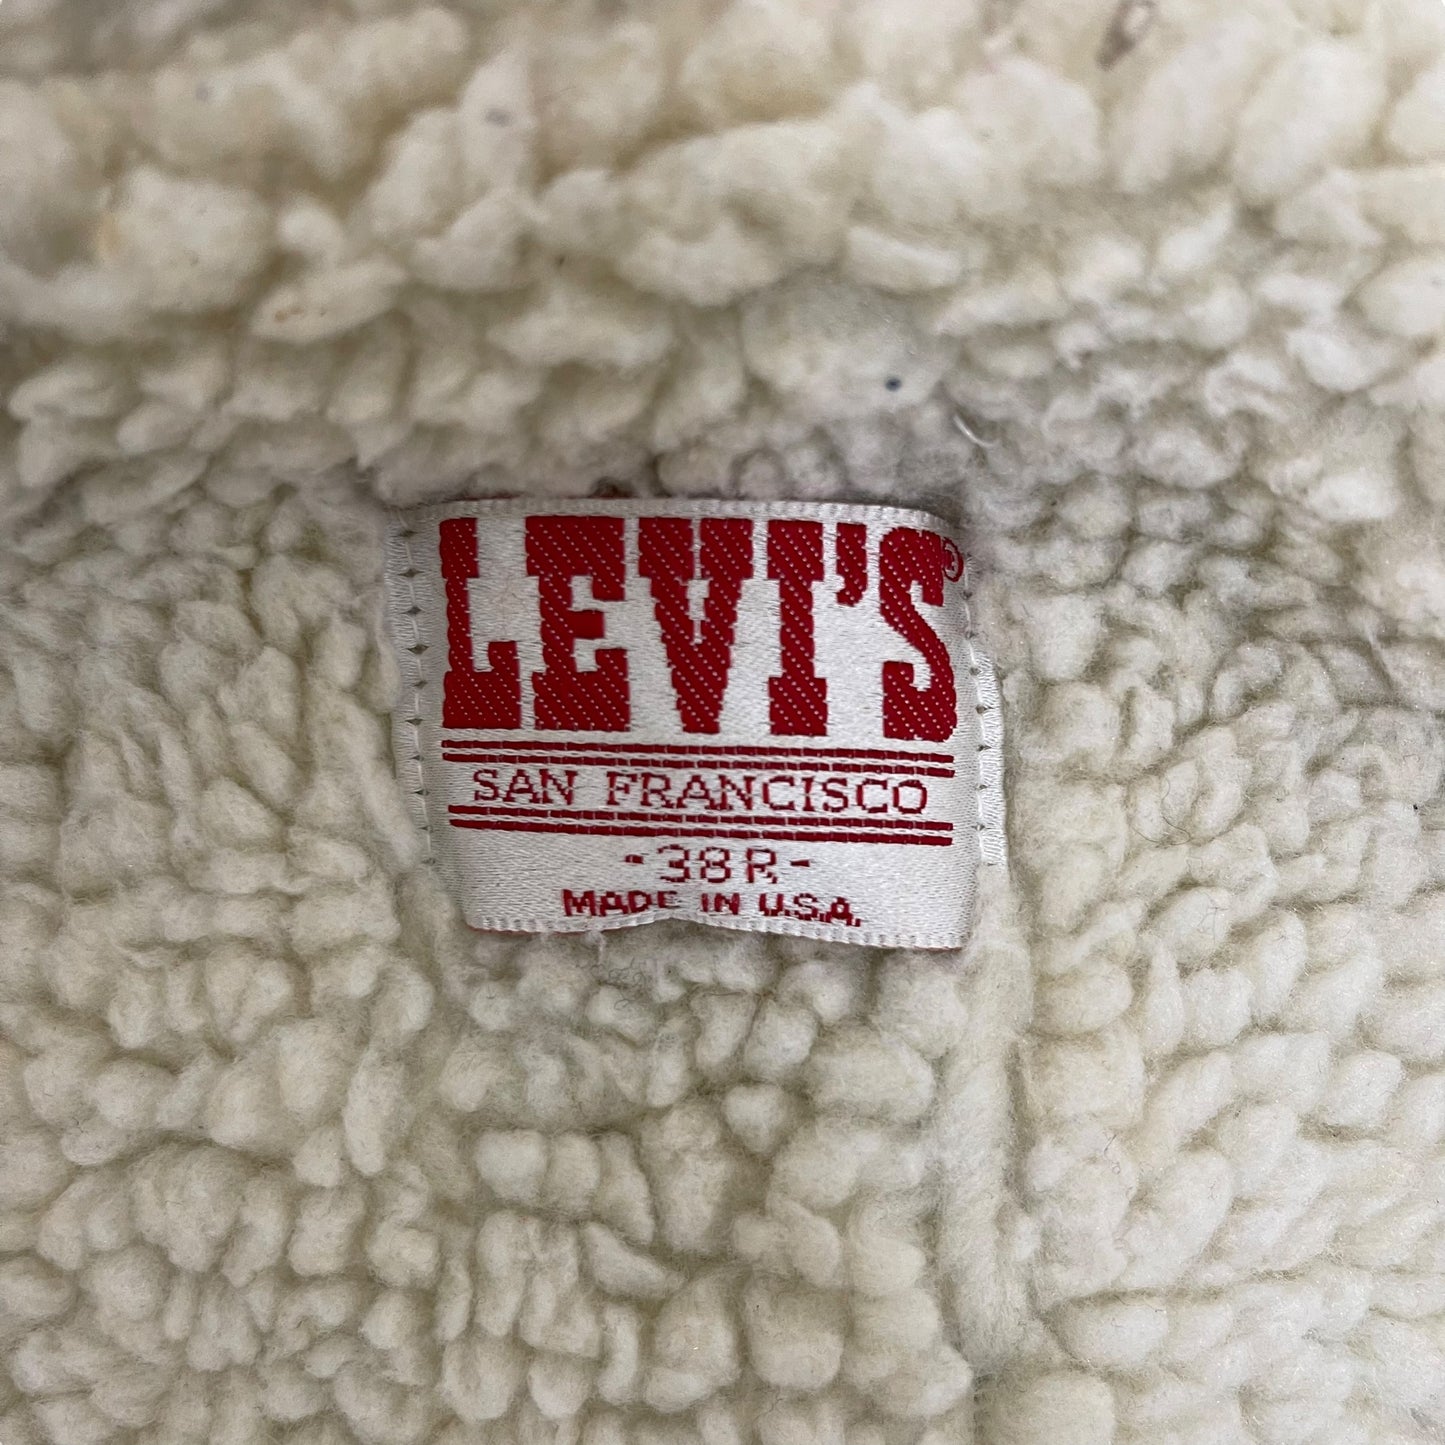 LEVI'S®
SAN FRANCISCO
-38R-
MADE IN U.S.A.